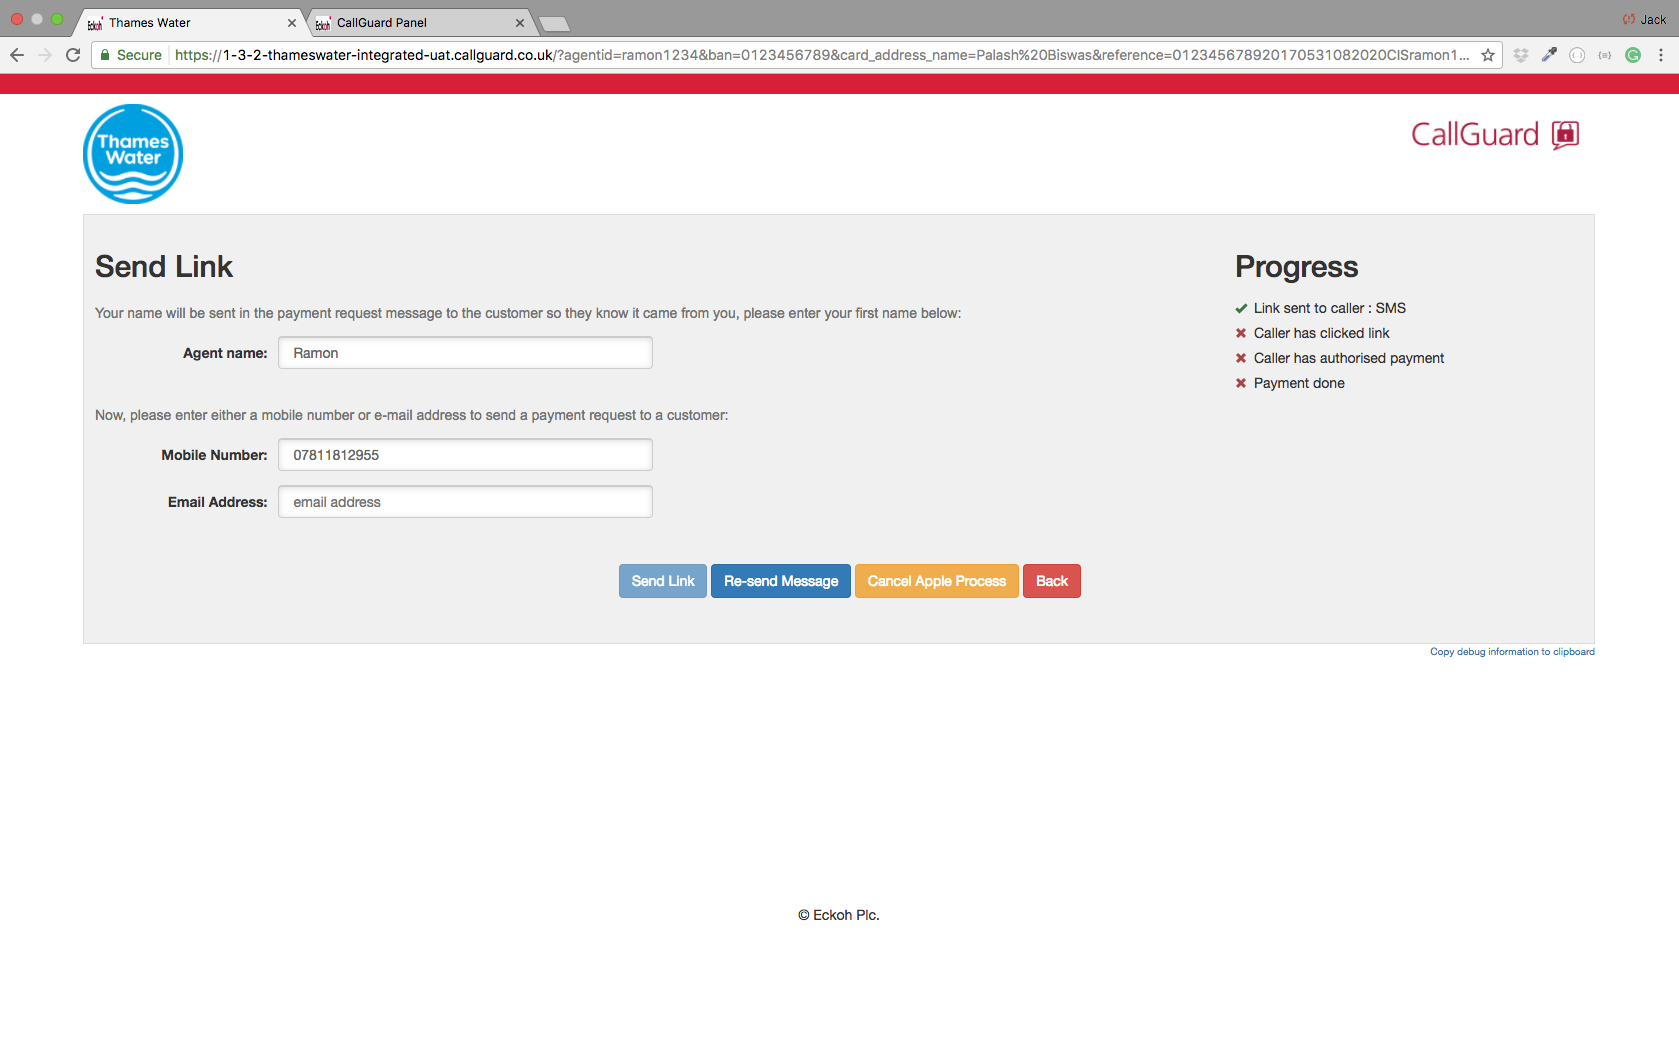 Thames Water
CallGuard Panel
Jack
Secure https://1-3-2-thameswater-integrated-uat.callguard.co.uk/?agentid=ramon1234&ban=0123456789&card_address_name=Palash%20Biswas&reference=012345678920170531082020CISramon1...
Thames
Water
CallGuard
Send Link
Progress
Your name will be sent in the payment request message to the customer so they know it came from you, please enter your first name below:
Link sent to caller : SMS
Caller has clicked link
Agent name: Ramon
Caller has authorised payment
Payment done
Now, please enter either a mobile number or e-mail address to send a payment request to a customer:
Mobile Number: 07811812955
Email Address: email address
Send Link Re-send Message Cancel Apple Process Back
Copy debug information to clipboard
© Eckoh Plc.